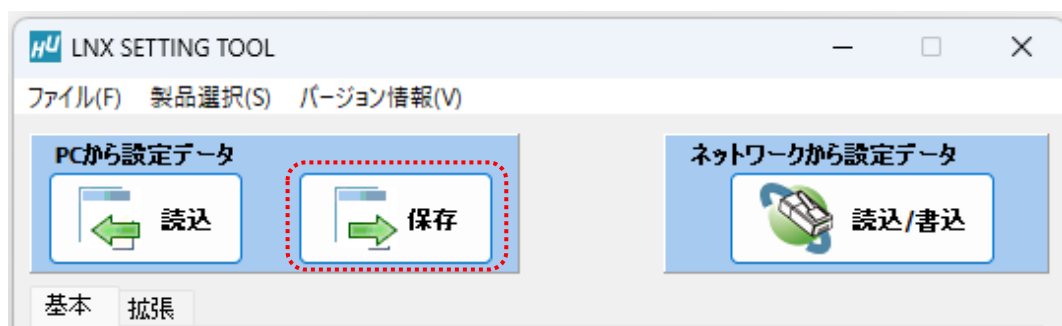 HU LNX SETTING TOOL
ファイル(F) 製品選択(S) バージョン情報(V)
PCから設定データ
ネットワークから設定データ
読込
保存
読込/書込
基本
拡張